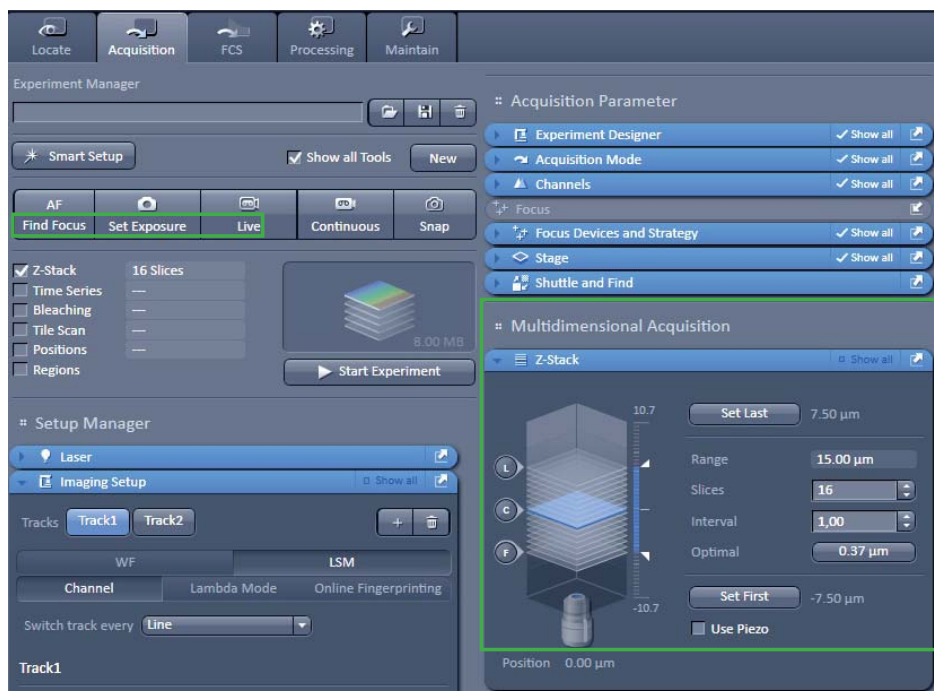 Locate Acquisition FCS Processing Maintain
Experiment Manager
Smart Setup Show all Tools New
AF
Find Focus Set Exposure Live Continuous Snap
Z-Stack 16 Slices
Time Series —
Bleaching —
Tile Scan —
Positions —
Regions
8.00 MB
Start Experiment
Setup Manager
Laser
Imaging Setup Show all
Tracks Track1 Track2 +
WF LSM
Channel Lambda Mode Online Fingerprinting
Switch track every Line
Track1
Acquisition Parameter
Experiment Designer Show all
Acquisition Mode Show all
Channels Show all
Focus
Focus Devices and Strategy Show all
Stage Show all
Shuttle and Find
Multidimensional Acquisition
Z-Stack Show all
10.7
L
C
F
-10.7
Set Last 7.50 µm
Range 15.00 µm
Slices 16
Interval 1,00
Optimal 0.37 µm
Set First -7.50 µm
Use Piezo
Position 0.00 µm